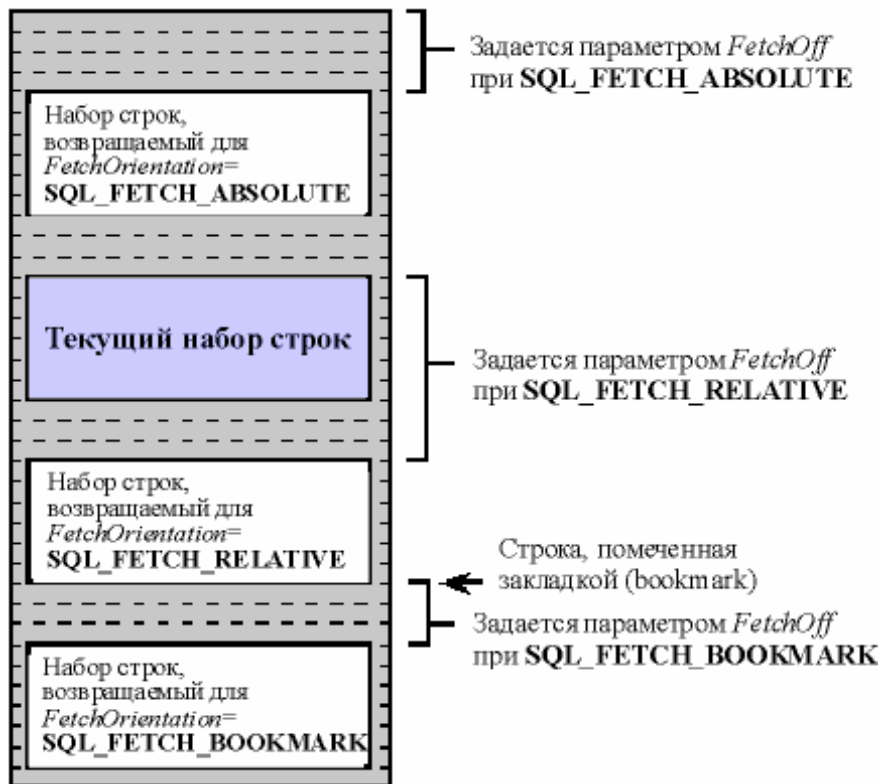 Задается параметром FetchOff
при SQL_FETCH_ABSOLUTE
Набор строк,
возвращаемый для
FetchOrientation=
SQL_FETCH_ABSOLUTE
Текущий набор строк
Задается параметром FetchOff
при SQL_FETCH_RELATIVE
Набор строк,
возвращаемый для
FetchOrientation=
SQL_FETCH_RELATIVE
Строка, помеченная
закладкой (bookmark)
Задается параметром FetchOff
при SQL_FETCH_BOOKMARK
Набор строк,
возвращаемый для
FetchOrientation=
SQL_FETCH_BOOKMARK